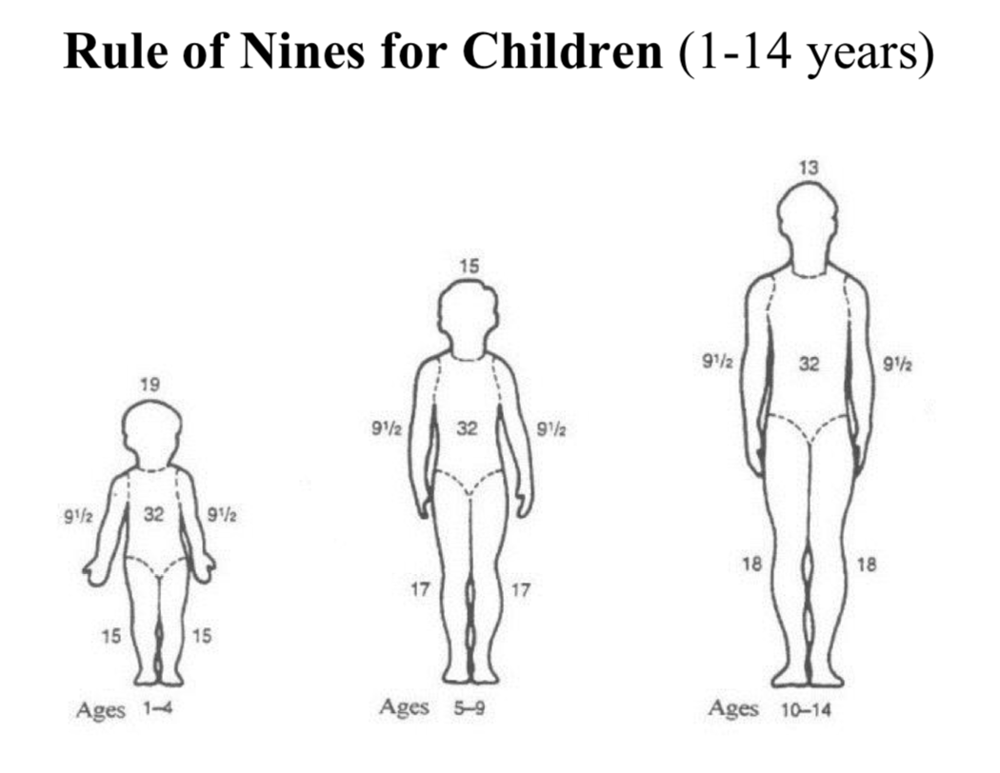 Rule of Nines for Children (1-14 years)
19
9½ 32 9½
15 15
Ages 1–4
15
9½ 32 9½
17 17
Ages 5–9
13
9½ 32 9½
18 18
Ages 10–14